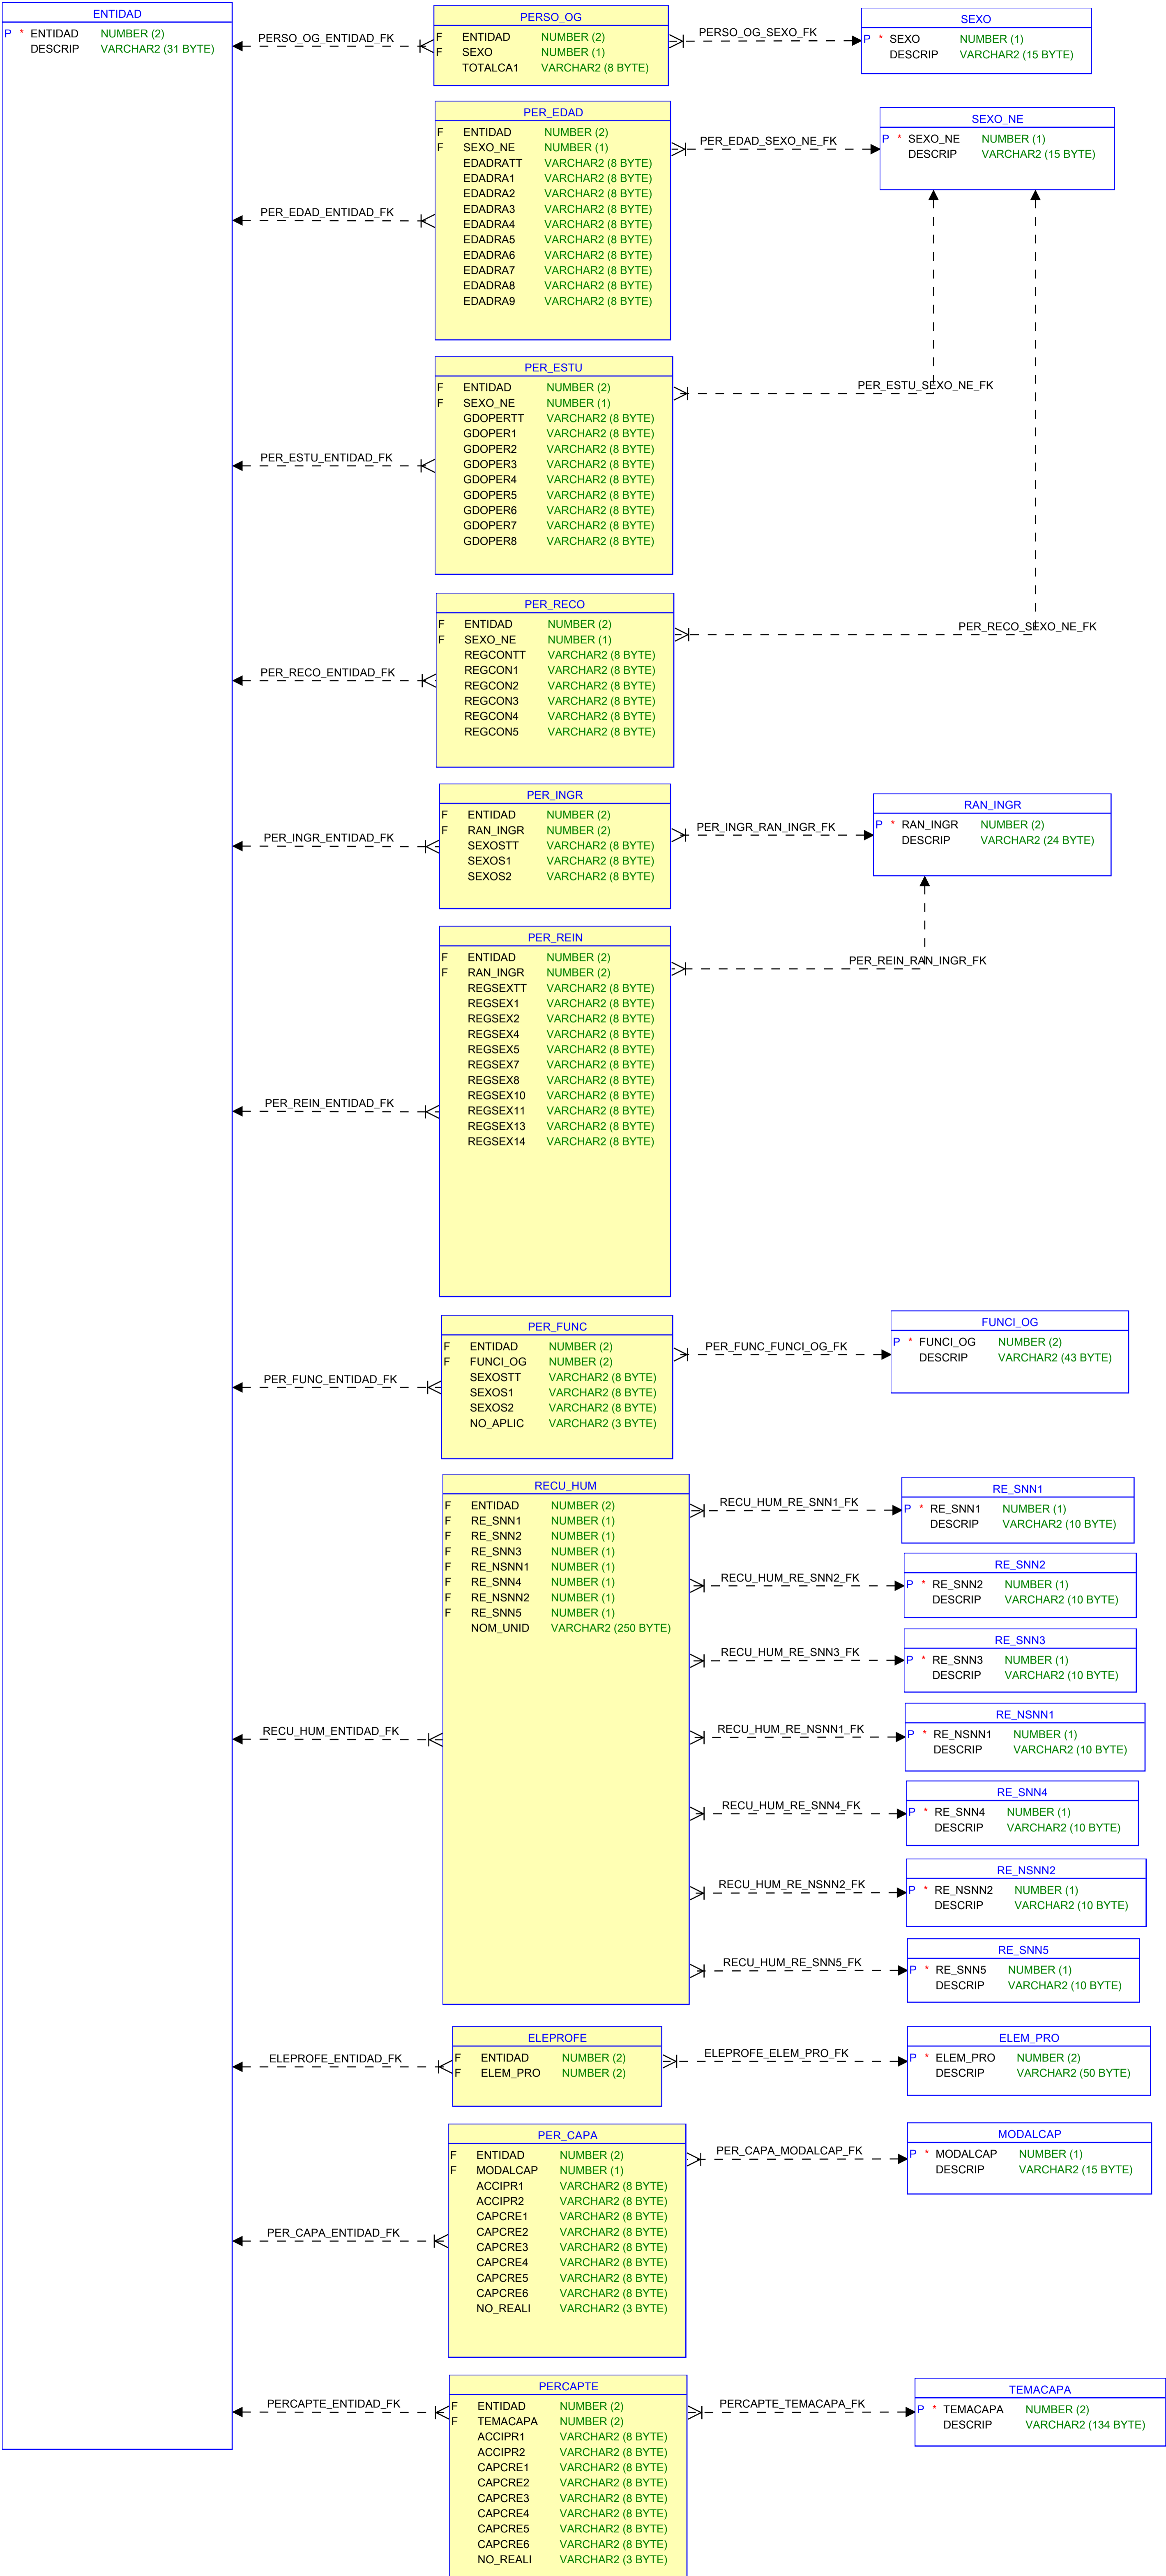 ENTIDAD
P * ENTIDAD NUMBER (2)
DESCRIP VARCHAR2 (31 BYTE)
PERSO_OG_ENTIDAD_FK
PERSO_OG
F ENTIDAD NUMBER (2)
F SEXO NUMBER (1)
TOTALCA1 VARCHAR2 (8 BYTE)
PERSO_OG_SEXO_FK
SEXO
P * SEXO NUMBER (1)
DESCRIP VARCHAR2 (15 BYTE)
PER_EDAD_ENTIDAD_FK
PER_EDAD
F ENTIDAD NUMBER (2)
F SEXO_NE NUMBER (1)
EDADRATT VARCHAR2 (8 BYTE)
EDADRA1 VARCHAR2 (8 BYTE)
EDADRA2 VARCHAR2 (8 BYTE)
EDADRA3 VARCHAR2 (8 BYTE)
EDADRA4 VARCHAR2 (8 BYTE)
EDADRA5 VARCHAR2 (8 BYTE)
EDADRA6 VARCHAR2 (8 BYTE)
EDADRA7 VARCHAR2 (8 BYTE)
EDADRA8 VARCHAR2 (8 BYTE)
EDADRA9 VARCHAR2 (8 BYTE)
PER_EDAD_SEXO_NE_FK
SEXO_NE
P * SEXO_NE NUMBER (1)
DESCRIP VARCHAR2 (15 BYTE)
PER_ESTU_ENTIDAD_FK
PER_ESTU
F ENTIDAD NUMBER (2)
F SEXO_NE NUMBER (1)
GDOPERTT VARCHAR2 (8 BYTE)
GDOPER1 VARCHAR2 (8 BYTE)
GDOPER2 VARCHAR2 (8 BYTE)
GDOPER3 VARCHAR2 (8 BYTE)
GDOPER4 VARCHAR2 (8 BYTE)
GDOPER5 VARCHAR2 (8 BYTE)
GDOPER6 VARCHAR2 (8 BYTE)
GDOPER7 VARCHAR2 (8 BYTE)
GDOPER8 VARCHAR2 (8 BYTE)
PER_ESTU_SEXO_NE_FK
PER_RECO_ENTIDAD_FK
PER_RECO
F ENTIDAD NUMBER (2)
F SEXO_NE NUMBER (1)
REGCONTT VARCHAR2 (8 BYTE)
REGCON1 VARCHAR2 (8 BYTE)
REGCON2 VARCHAR2 (8 BYTE)
REGCON3 VARCHAR2 (8 BYTE)
REGCON4 VARCHAR2 (8 BYTE)
REGCON5 VARCHAR2 (8 BYTE)
PER_RECO_SEXO_NE_FK
PER_INGR_ENTIDAD_FK
PER_INGR
F ENTIDAD NUMBER (2)
F RAN_INGR NUMBER (2)
SEXOSTT VARCHAR2 (8 BYTE)
SEXOS1 VARCHAR2 (8 BYTE)
SEXOS2 VARCHAR2 (8 BYTE)
PER_INGR_RAN_INGR_FK
RAN_INGR
P * RAN_INGR NUMBER (2)
DESCRIP VARCHAR2 (24 BYTE)
PER_REIN_ENTIDAD_FK
PER_REIN
F ENTIDAD NUMBER (2)
F RAN_INGR NUMBER (2)
REGSEXTT VARCHAR2 (8 BYTE)
REGSEX1 VARCHAR2 (8 BYTE)
REGSEX2 VARCHAR2 (8 BYTE)
REGSEX4 VARCHAR2 (8 BYTE)
REGSEX5 VARCHAR2 (8 BYTE)
REGSEX7 VARCHAR2 (8 BYTE)
REGSEX8 VARCHAR2 (8 BYTE)
REGSEX10 VARCHAR2 (8 BYTE)
REGSEX11 VARCHAR2 (8 BYTE)
REGSEX13 VARCHAR2 (8 BYTE)
REGSEX14 VARCHAR2 (8 BYTE)
PER_REIN_RAN_INGR_FK
PER_FUNC_ENTIDAD_FK
PER_FUNC
F ENTIDAD NUMBER (2)
F FUNCI_OG NUMBER (2)
SEXOSTT VARCHAR2 (8 BYTE)
SEXOS1 VARCHAR2 (8 BYTE)
SEXOS2 VARCHAR2 (8 BYTE)
NO_APLIC VARCHAR2 (3 BYTE)
PER_FUNC_FUNCI_OG_FK
FUNCI_OG
P * FUNCI_OG NUMBER (2)
DESCRIP VARCHAR2 (43 BYTE)
RECU_HUM_ENTIDAD_FK
RECU_HUM
F ENTIDAD NUMBER (2)
F RE_SNN1 NUMBER (1)
F RE_SNN2 NUMBER (1)
F RE_SNN3 NUMBER (1)
F RE_NSNN1 NUMBER (1)
F RE_SNN4 NUMBER (1)
F RE_NSNN2 NUMBER (1)
F RE_SNN5 NUMBER (1)
NOM_UNID VARCHAR2 (250 BYTE)
RECU_HUM_RE_SNN1_FK
RE_SNN1
P * RE_SNN1 NUMBER (1)
DESCRIP VARCHAR2 (10 BYTE)
RECU_HUM_RE_SNN2_FK
RE_SNN2
P * RE_SNN2 NUMBER (1)
DESCRIP VARCHAR2 (10 BYTE)
RECU_HUM_RE_SNN3_FK
RE_SNN3
P * RE_SNN3 NUMBER (1)
DESCRIP VARCHAR2 (10 BYTE)
RECU_HUM_RE_NSNN1_FK
RE_NSNN1
P * RE_NSNN1 NUMBER (1)
DESCRIP VARCHAR2 (10 BYTE)
RECU_HUM_RE_SNN4_FK
RE_SNN4
P * RE_SNN4 NUMBER (1)
DESCRIP VARCHAR2 (10 BYTE)
RECU_HUM_RE_NSNN2_FK
RE_NSNN2
P * RE_NSNN2 NUMBER (1)
DESCRIP VARCHAR2 (10 BYTE)
RECU_HUM_RE_SNN5_FK
RE_SNN5
P * RE_SNN5 NUMBER (1)
DESCRIP VARCHAR2 (10 BYTE)
ELEPROFE_ENTIDAD_FK
ELEPROFE
F ENTIDAD NUMBER (2)
F ELEM_PRO NUMBER (2)
ELEPROFE_ELEM_PRO_FK
ELEM_PRO
P * ELEM_PRO NUMBER (2)
DESCRIP VARCHAR2 (50 BYTE)
PER_CAPA_ENTIDAD_FK
PER_CAPA
F ENTIDAD NUMBER (2)
F MODALCAP NUMBER (1)
ACCIPR1 VARCHAR2 (8 BYTE)
ACCIPR2 VARCHAR2 (8 BYTE)
CAPCRE1 VARCHAR2 (8 BYTE)
CAPCRE2 VARCHAR2 (8 BYTE)
CAPCRE3 VARCHAR2 (8 BYTE)
CAPCRE4 VARCHAR2 (8 BYTE)
CAPCRE5 VARCHAR2 (8 BYTE)
CAPCRE6 VARCHAR2 (8 BYTE)
NO_REALI VARCHAR2 (3 BYTE)
PER_CAPA_MODALCAP_FK
MODALCAP
P * MODALCAP NUMBER (1)
DESCRIP VARCHAR2 (15 BYTE)
PERCAPTE_ENTIDAD_FK
PERCAPTE
F ENTIDAD NUMBER (2)
F TEMACAPA NUMBER (2)
ACCIPR1 VARCHAR2 (8 BYTE)
ACCIPR2 VARCHAR2 (8 BYTE)
CAPCRE1 VARCHAR2 (8 BYTE)
CAPCRE2 VARCHAR2 (8 BYTE)
CAPCRE3 VARCHAR2 (8 BYTE)
CAPCRE4 VARCHAR2 (8 BYTE)
CAPCRE5 VARCHAR2 (8 BYTE)
CAPCRE6 VARCHAR2 (8 BYTE)
NO_REALI VARCHAR2 (3 BYTE)
PERCAPTE_TEMACAPA_FK
TEMACAPA
P * TEMACAPA NUMBER (2)
DESCRIP VARCHAR2 (134 BYTE)